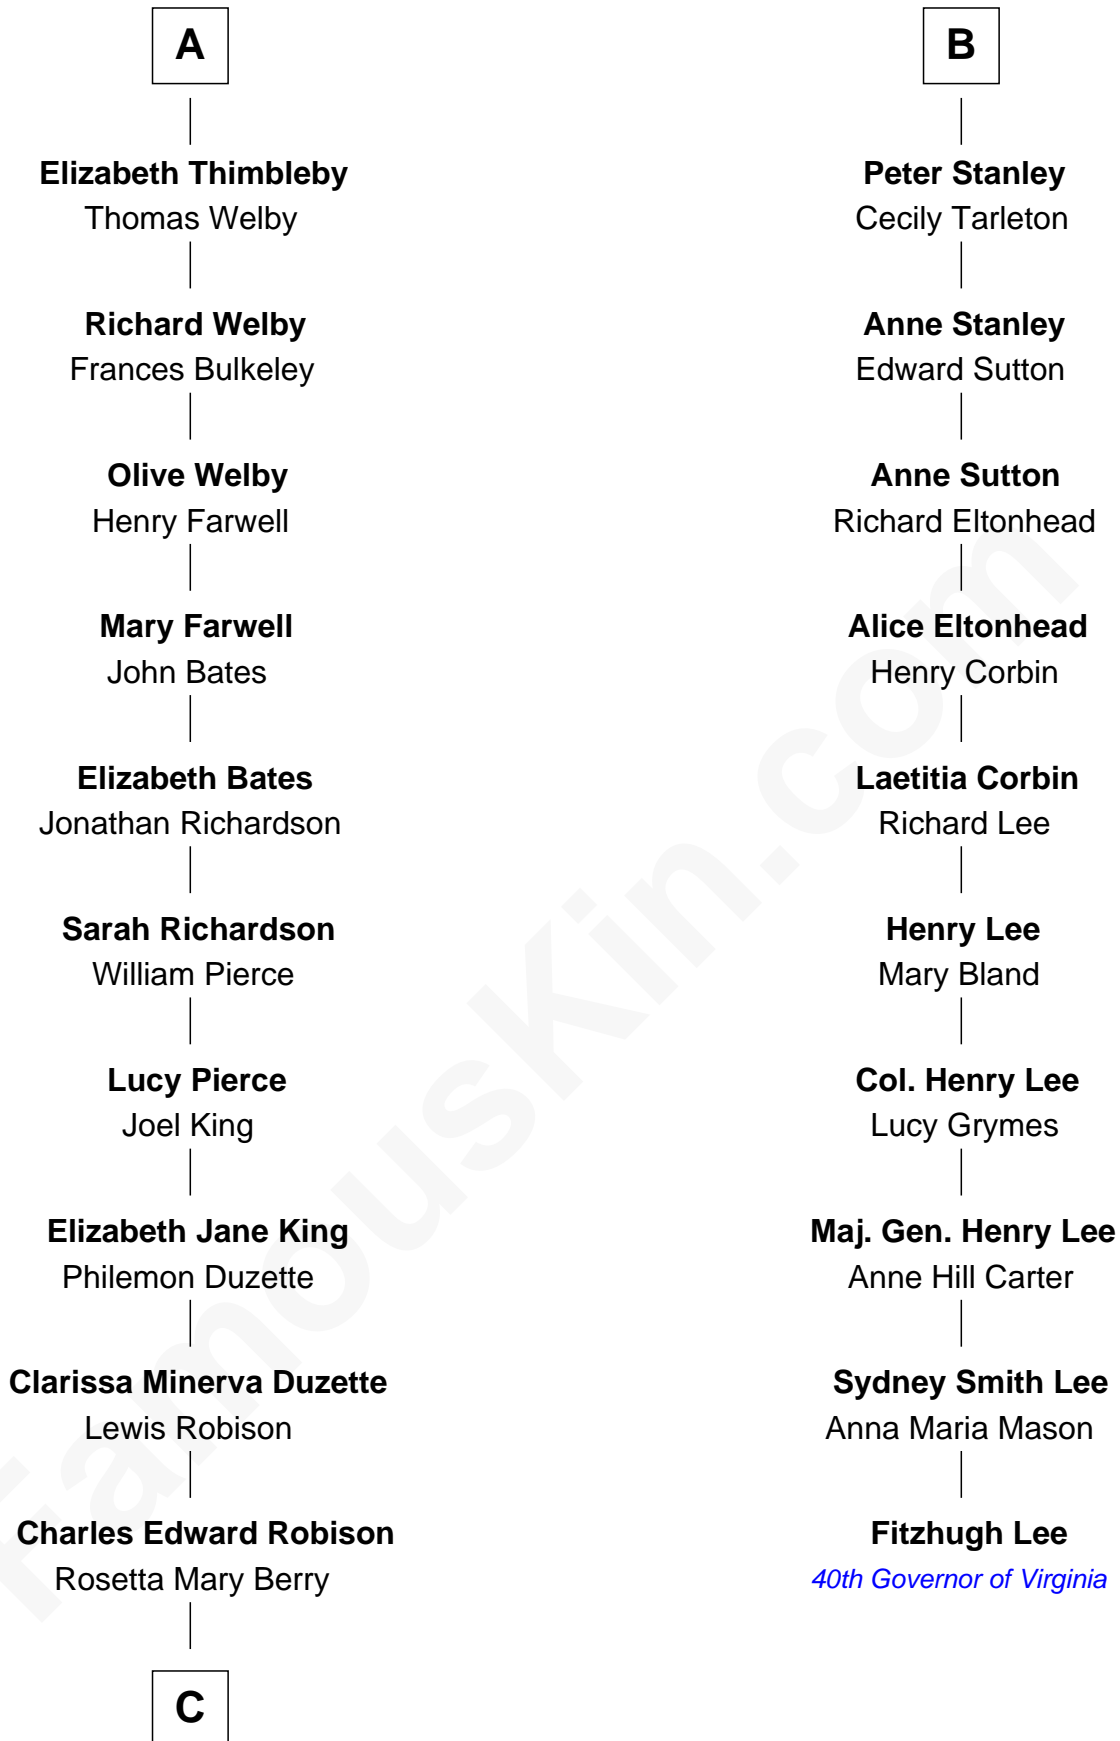 A
Elizabeth Thimbleby
Thomas Welby
Richard Welby
Frances Bulkeley
Olive Welby
Henry Farwell
Mary Farwell
John Bates
Elizabeth Bates
Jonathan Richardson
Sarah Richardson
William Pierce
Lucy Pierce
Joel King
Elizabeth Jane King
Philemon Duzette
Clarissa Minerva Duzette
Lewis Robison
Charles Edward Robison
Rosetta Mary Berry
C
B
Peter Stanley
Cecily Tarleton
Anne Stanley
Edward Sutton
Anne Sutton
Richard Eltonhead
Alice Eltonhead
Henry Corbin
Laetitia Corbin
Richard Lee
Henry Lee
Mary Bland
Col. Henry Lee
Lucy Grymes
Maj. Gen. Henry Lee
Anne Hill Carter
Sydney Smith Lee
Anna Maria Mason
Fitzhugh Lee
40th Governor of Virginia
FamousKin.com